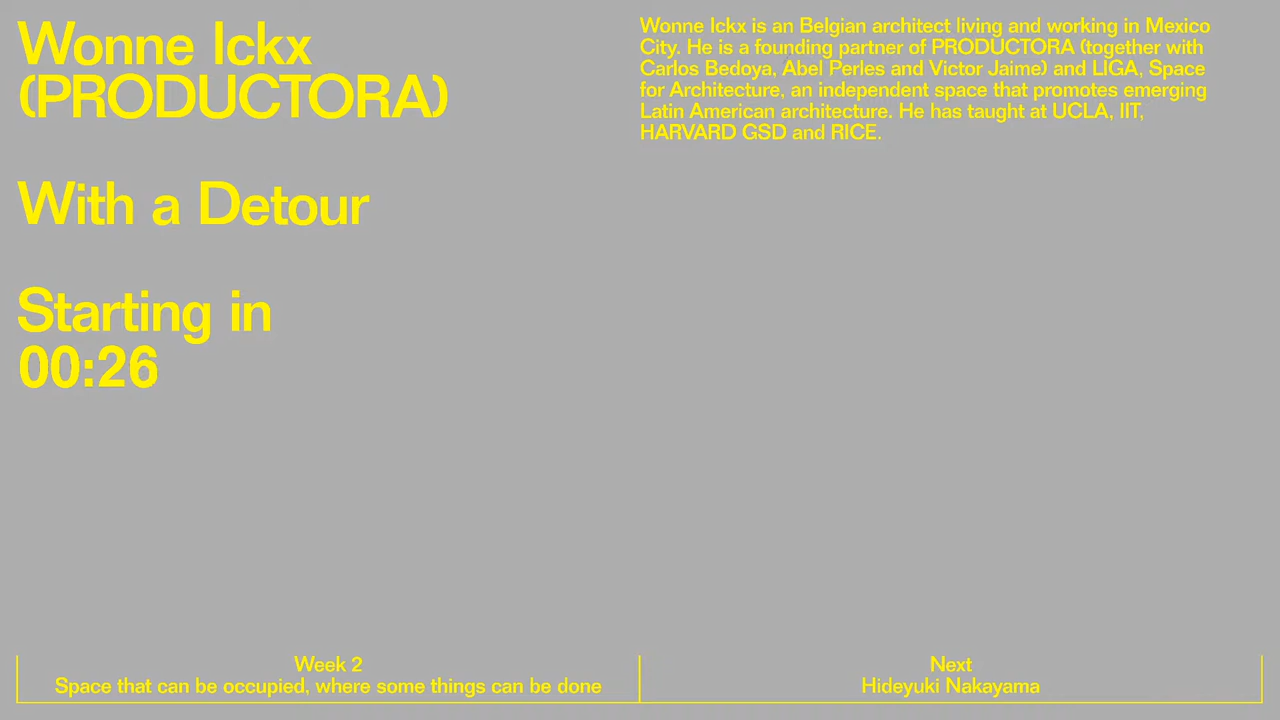 Wonne Ickx
(PRODUCTORA)
With a Detour
Starting in
00:26
Wonne Ickx is an Belgian architect living and working in Mexico
City. He is a founding partner of PRODUCTORA (together with
Carlos Bedoya, Abel Perles and Victor Jaime) and LIGA, Space
for Architecture, an independent space that promotes emerging
Latin American architecture. He has taught at UCLA, IIT,
HARVARD GSD and RICE.
Week 2
Space that can be occupied, where some things can be done
Next
Hideyuki Nakayama